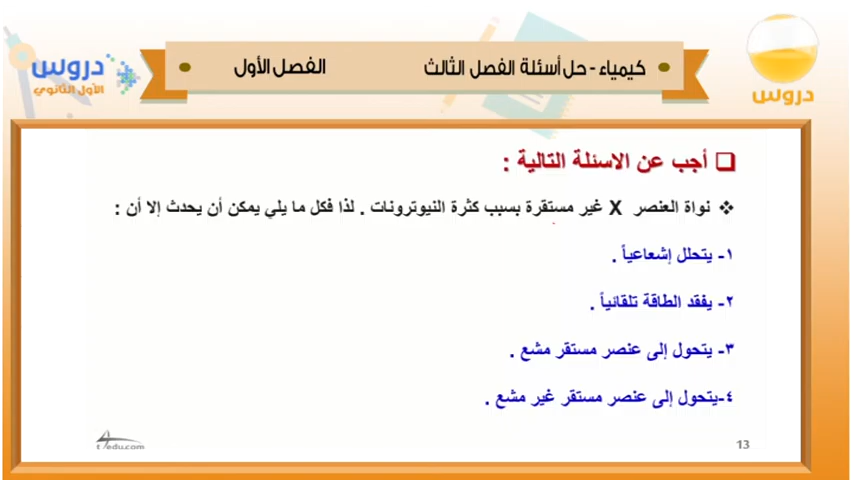 دروس
الأول الثانوي
كيمياء - حل أسئلة الفصل الثالث
الفصل الأول
دروس
أجب عن الاسئلة التالية :
نواة العنصر X غير مستقرة بسبب كثرة النيوترونات . لذا فكل ما يلي يمكن أن يحدث إلا أن :
١- يتحلل إشعاعياً .
٢- يفقد الطاقة تلقائياً .
٣- يتحول إلى عنصر مستقر مشع .
٤-يتحول إلى عنصر مستقر غير مشع .
t4edu.com
13